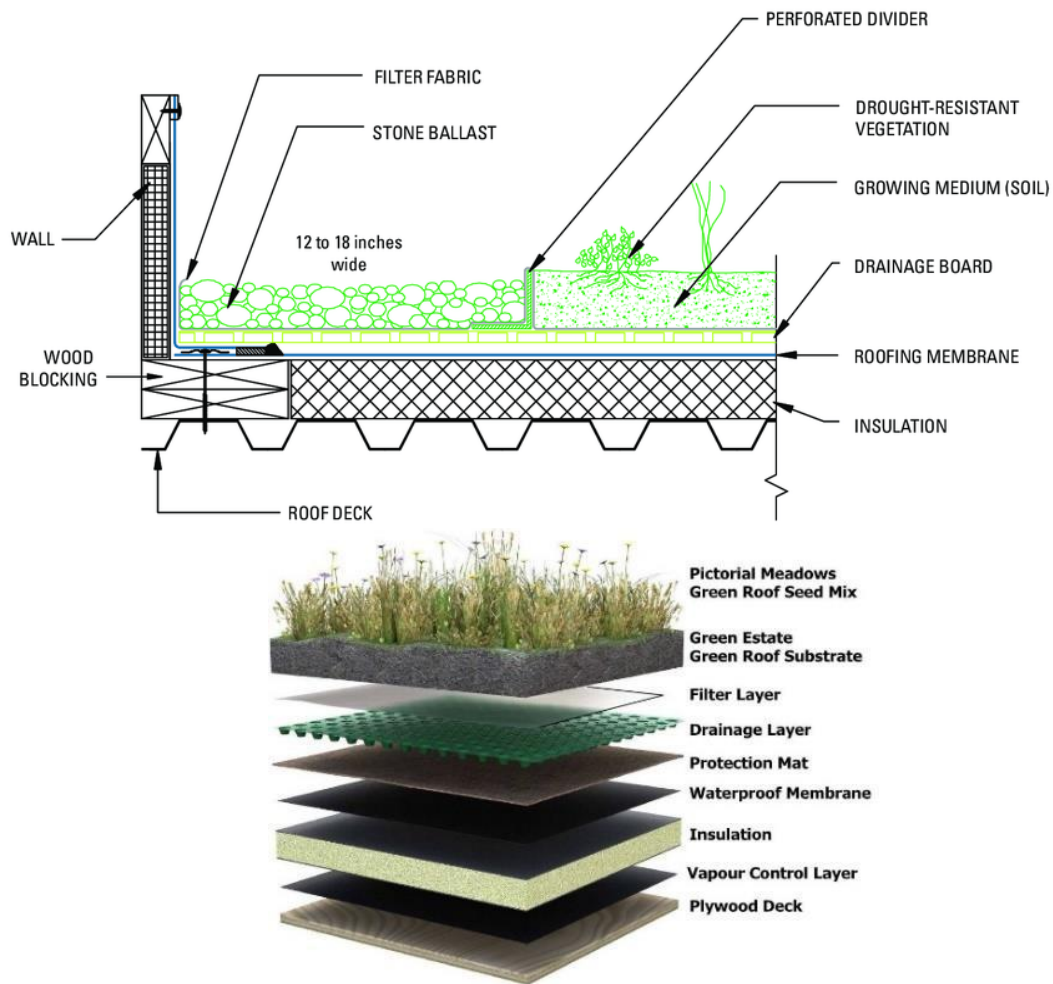 PERFORATED DIVIDER
FILTER FABRIC
STONE BALLAST
DROUGHT-RESISTANT
VEGETATION
GROWING MEDIUM (SOIL)
WALL
12 to 18 inches
wide
DRAINAGE BOARD
WOOD
BLOCKING
ROOFING MEMBRANE
INSULATION
ROOF DECK
Pictorial Meadows
Green Roof Seed Mix
Green Estate
Green Roof Substrate
Filter Layer
Drainage Layer
Protection Mat
Waterproof Membrane
Insulation
Vapour Control Layer
Plywood Deck